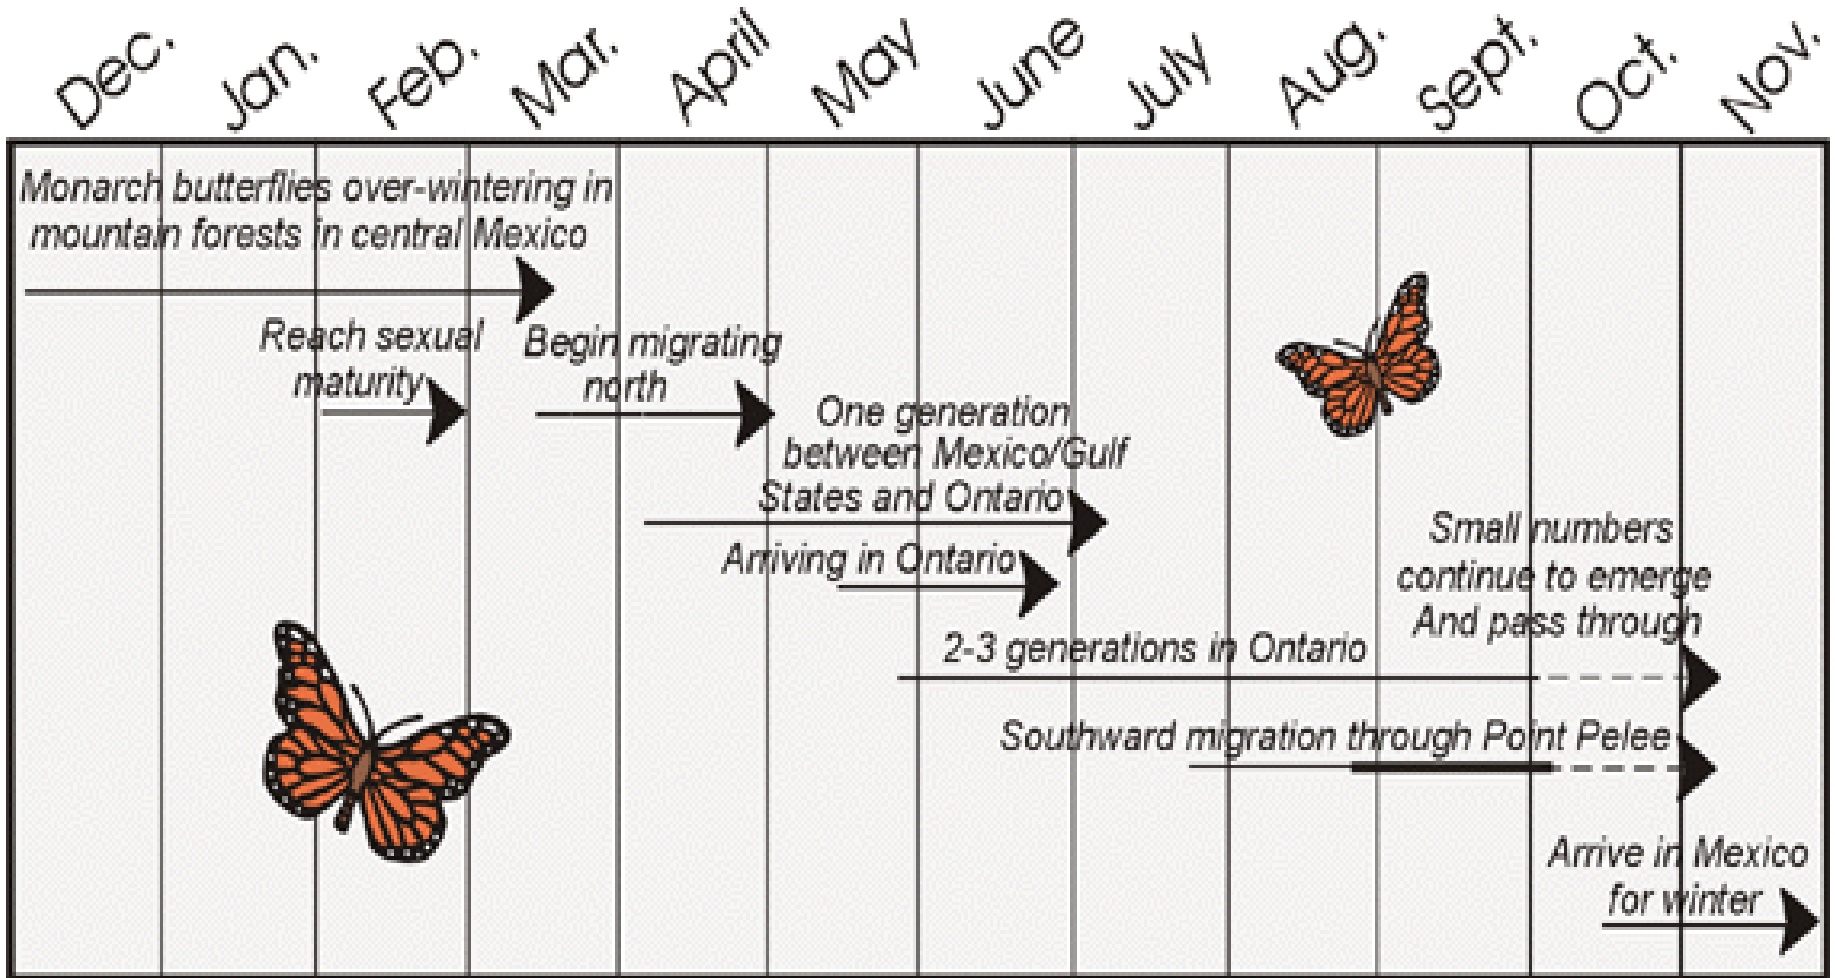 Dec. Jan. Feb. Mar. April May June July Aug. Sept. Oct. Nov.
Monarch butterflies over-wintering in
mountain forests in central Mexico
Reach sexual
maturity
Begin migrating
north
One generation
between Mexico/Gulf
States and Ontario
Arriving in Ontario
Small numbers
continue to emerge
And pass through
2-3 generations in Ontario
Southward migration through Point Pelee
Arrive in Mexico
for winter